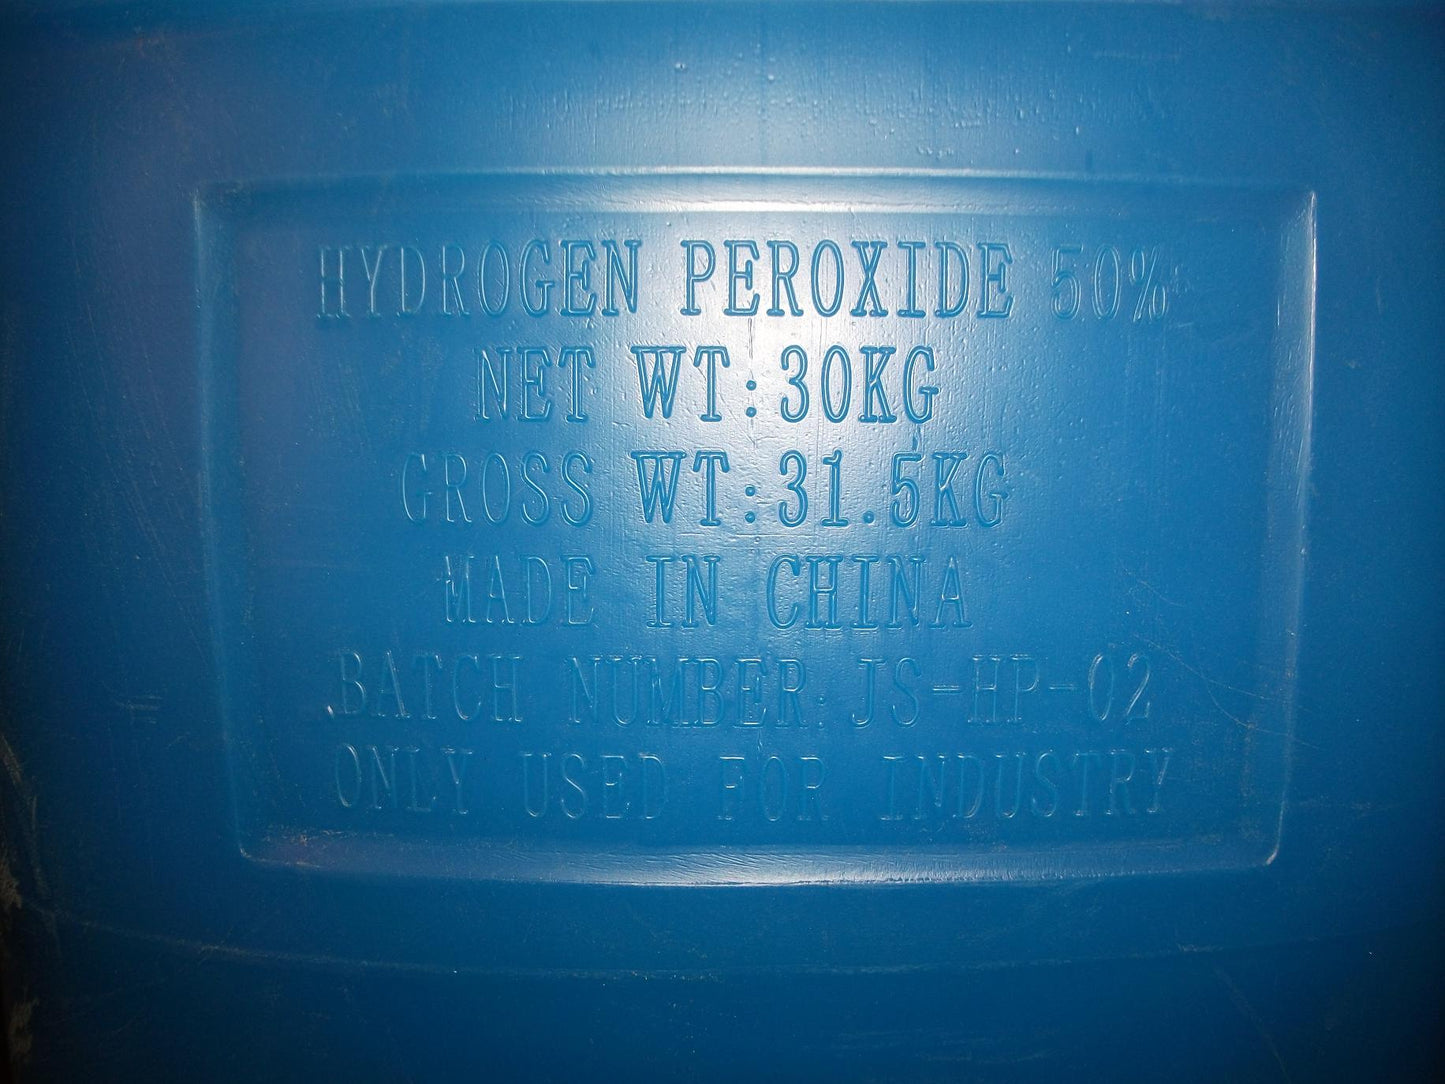 HYDROGEN PEROXIDE 50%
NET WT:30KG
GROSS WT:31.5KG
MADE IN CHINA
BATCH NUMBER:JS-HP-02
ONLY USED FOR INDUSTRY